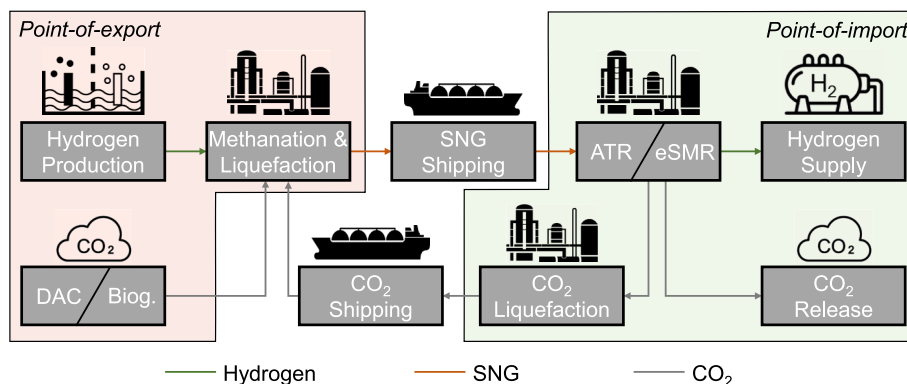 Point-of-export
Point-of-import
H₂
Hydrogen
Production
Methanation &
Liquefaction
SNG
Shipping
ATR / eSMR
Hydrogen
Supply
CO₂
CO₂
DAC / Biog.
CO₂
Shipping
CO₂
Liquefaction
CO₂
Release
Hydrogen
SNG
CO₂